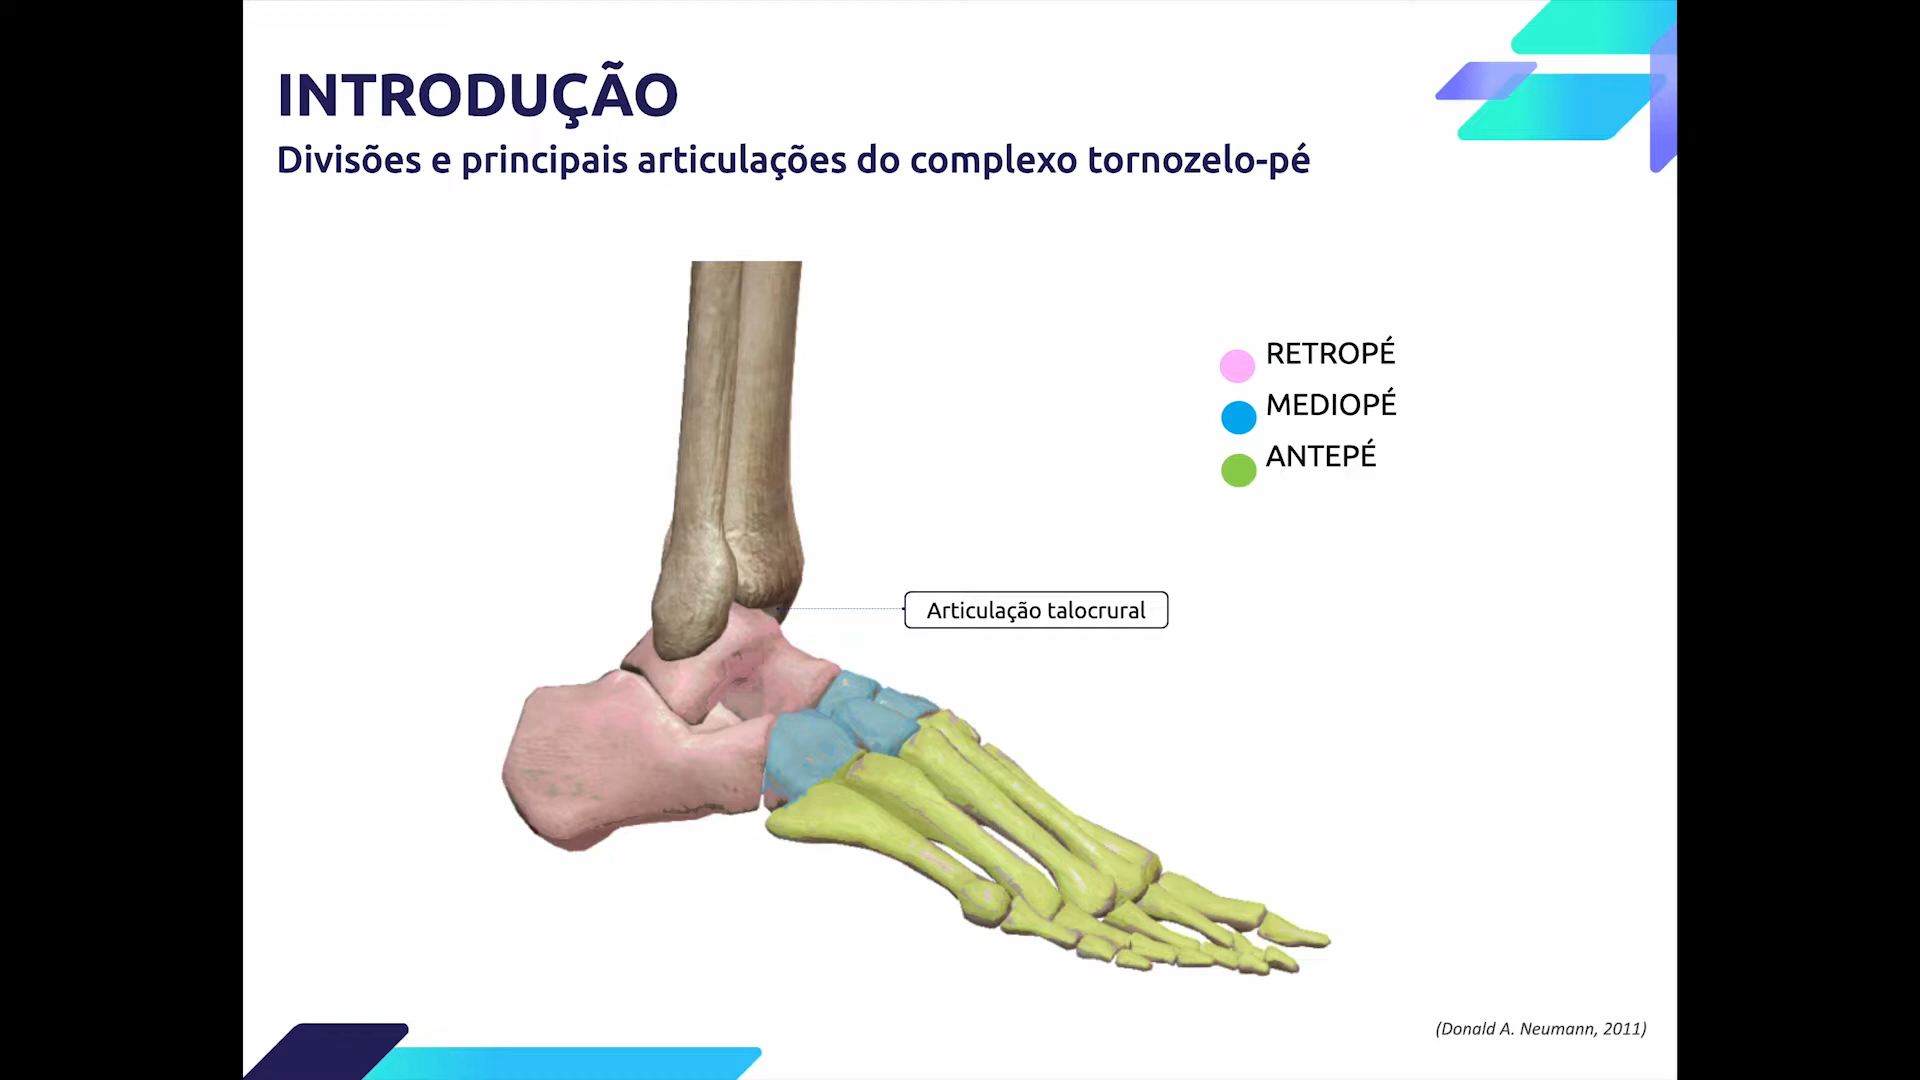 INTRODUÇÃO
Divisões e principais articulações do complexo tornozelo-pé
RETROPÉ
MEDIOPÉ
ANTEPÉ
Articulação talocrural
(Donald A. Neumann, 2011)